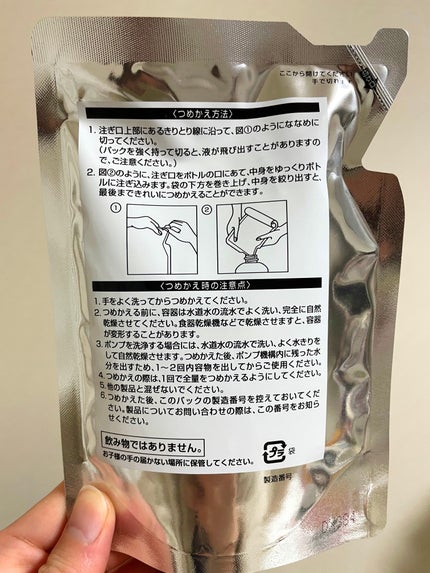 ここから開けてください
手で切れます
〈つめかえ方法〉
1. 注ぎ口上部にあるきりとり線に沿って、図①のようにななめに
切ってください。
(パックを強く持って切ると、液が飛び出すことがありますの
で、ご注意ください。)
2. 図②のように、注ぎ口をボトルの口にあて、中身をゆっくりボト
ルに注ぎ込みます。袋の下方を巻き上げ、中身を絞り出すと、
最後まできれいにつめかえることができます。
① ②
〈つめかえ時の注意点〉
1. 手をよく洗ってからつめかえてください。
2. つめかえる前に、容器は水道水の流水でよく洗い、完全に自然
乾燥させてください。食器乾燥機などで乾燥させますと、容器
が変形することがあります。
3. ポンプを洗浄する場合には、水道水の流水で洗い、よく水きりを
して自然乾燥させます。つめかえた後、ポンプ機構内に残った水
分を出すため、1〜2回内容物を出してからご使用ください。
4. つめかえの際は、1回で全量をつめかえるようにしてください。
5. 他の製品と混ぜないでください。
6. つめかえた後、このパックの製造番号を控えておいてくだ
さい。製品についてお問い合わせの際は、この番号をお知ら
せください。
飲み物ではありません。
お子様の手の届かない場所に保管してください。
プラ 袋
製造番号